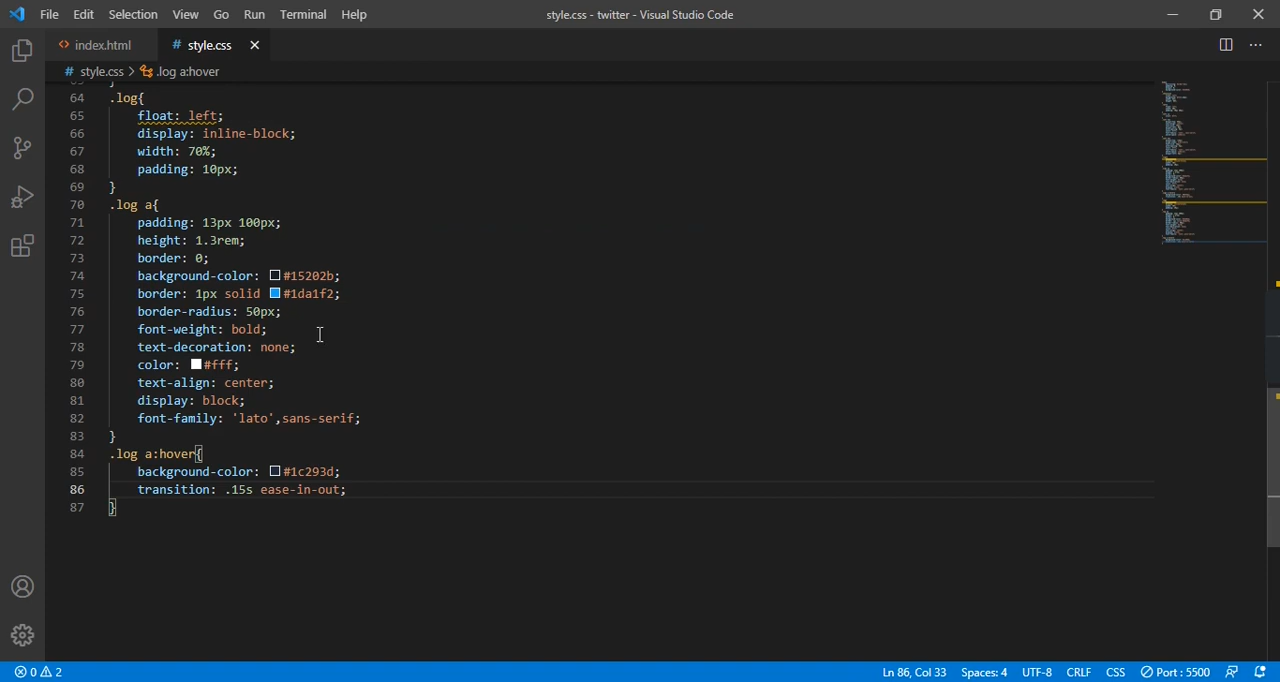 File Edit Selection View Go Run Terminal Help style.css - twitter - Visual Studio Code
index.html # style.css
# style.css > .log a:hover
64 .log{
65 float: left;
66 display: inline-block;
67 width: 70%;
68 padding: 10px;
69 }
70 .log a{
71 padding: 13px 100px;
72 height: 1.3rem;
73 border: 0;
74 background-color: #15202b;
75 border: 1px solid #1da1f2;
76 border-radius: 50px;
77 font-weight: bold;
78 text-decoration: none;
79 color: #fff;
80 text-align: center;
81 display: block;
82 font-family: 'lato',sans-serif;
83 }
84 .log a:hover{
85 background-color: #1c293d;
86 transition: .15s ease-in-out;
87 }
0 2 Ln 86, Col 33 Spaces: 4 UTF-8 CRLF CSS Port : 5500